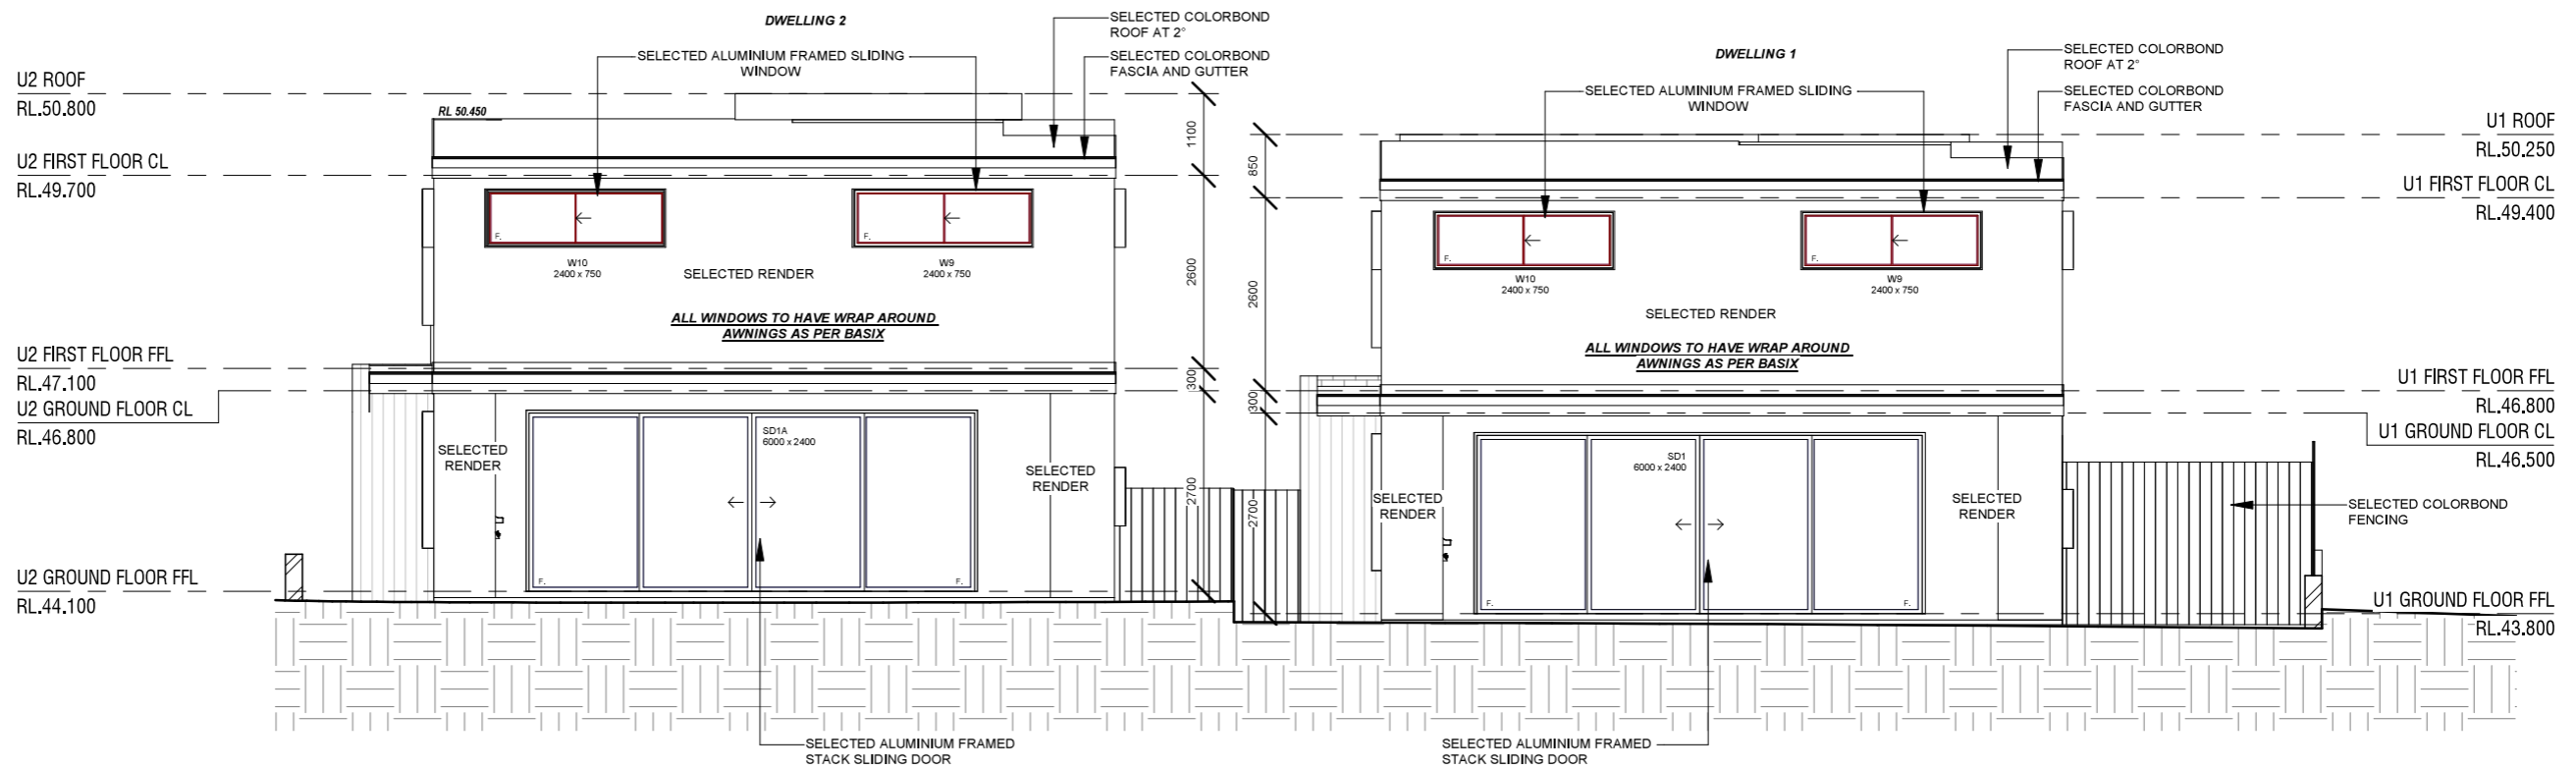 DWELLING 2
SELECTED COLORBOND
ROOF AT 2°
SELECTED ALUMINIUM FRAMED SLIDING
WINDOW
SELECTED COLORBOND
FASCIA AND GUTTER
U2 ROOF
RL.50.800
RL 50.450
U2 FIRST FLOOR CL
RL.49.700
1100
F.
F.
W10
2400 x 750
W9
2400 x 750
SELECTED RENDER
2600
ALL WINDOWS TO HAVE WRAP AROUND
AWNINGS AS PER BASIX
U2 FIRST FLOOR FFL
RL.47.100
300
U2 GROUND FLOOR CL
RL.46.800
SELECTED
RENDER
SD1A
6000 x 2400
SELECTED
RENDER
2700
F.
F.
U2 GROUND FLOOR FFL
RL.44.100
SELECTED ALUMINIUM FRAMED
STACK SLIDING DOOR
DWELLING 1
SELECTED COLORBOND
ROOF AT 2°
SELECTED ALUMINIUM FRAMED SLIDING
WINDOW
SELECTED COLORBOND
FASCIA AND GUTTER
U1 ROOF
RL.50.250
850
U1 FIRST FLOOR CL
RL.49.400
F.
F.
W10
2400 x 750
W9
2400 x 750
2600
SELECTED RENDER
ALL WINDOWS TO HAVE WRAP AROUND
AWNINGS AS PER BASIX
U1 FIRST FLOOR FFL
RL.46.800
300
U1 GROUND FLOOR CL
RL.46.500
SD1
6000 x 2400
SELECTED
RENDER
SELECTED
RENDER
SELECTED COLORBOND
FENCING
2700
F.
F.
U1 GROUND FLOOR FFL
RL.43.800
SELECTED ALUMINIUM FRAMED
STACK SLIDING DOOR